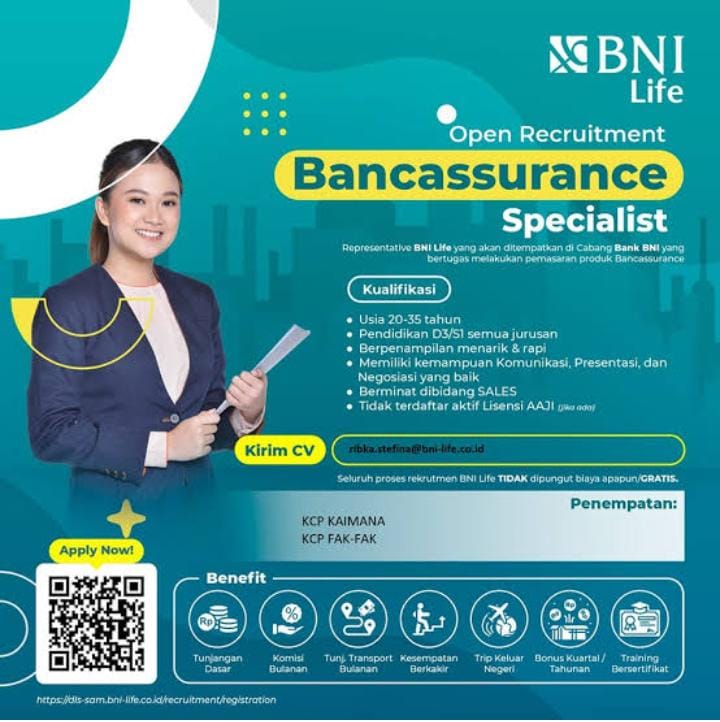 BNI
Life
Open Recruitment
Bancassurance
Specialist
Representative BNI Life yang akan ditempatkan di Cabang Bank BNI yang
bertugas melakukan pemasaran produk Bancassurance
Kualifikasi
• Usia 20-35 tahun
• Pendidikan D3/S1 semua jurusan
• Berpenampilan menarik & rapi
• Memiliki kemampuan Komunikasi, Presentasi, dan
Negosiasi yang baik
• Berminat dibidang SALES
• Tidak terdaftar aktif Lisensi AAJI (jika ada)
Kirim CV
ribka.stefina@bni-life.co.id
Seluruh proses rekrutmen BNI Life TIDAK dipungut biaya apapun/GRATIS.
Penempatan:
KCP KAIMANA
KCP FAK-FAK
Apply Now!
Benefit
Rp
%
Rp
Tunjangan
Dasar
Komisi
Bulanan
Tunj. Transport
Bulanan
Kesempatan
Berkakir
Trip Keluar
Negeri
Bonus Kuartal /
Tahunan
Training
Bersertifikat
https://dls-sam.bni-life.co.id/recruitment/registration